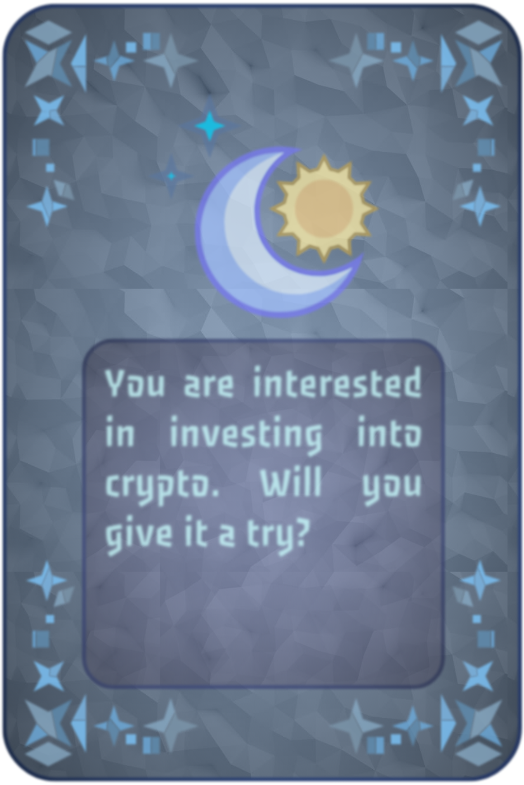 You are interested
in investing into
crypto. Will you
give it a try?